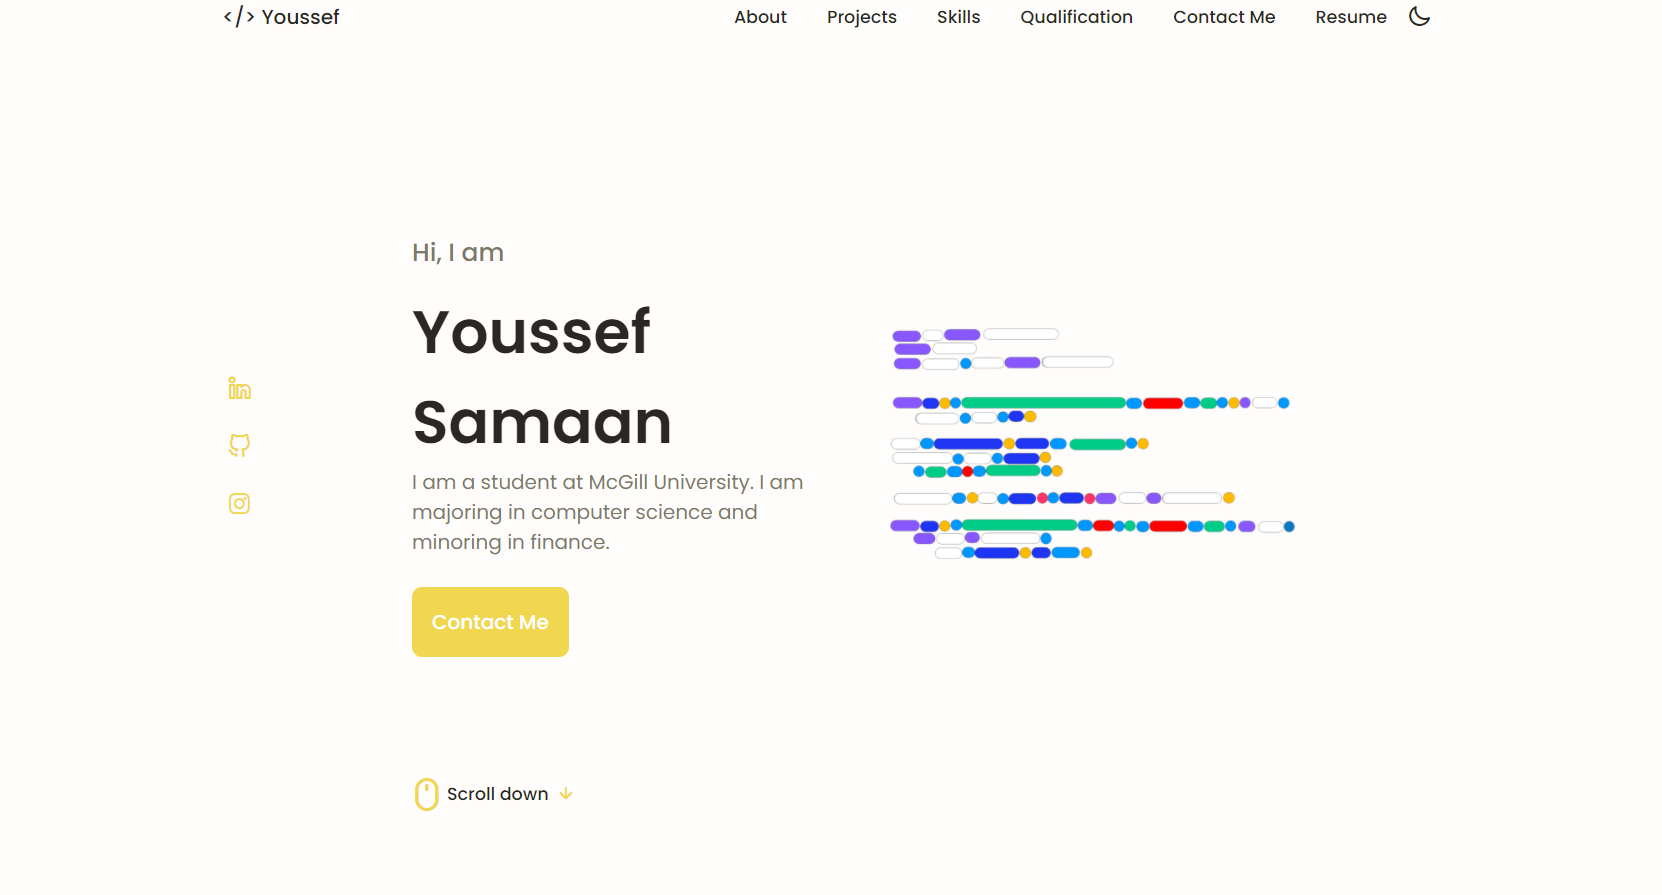 </> Youssef
About Projects Skills Qualification Contact Me Resume
Hi, I am
Youssef
Samaan
I am a student at McGill University. I am
majoring in computer science and
minoring in finance.
Contact Me
Scroll down